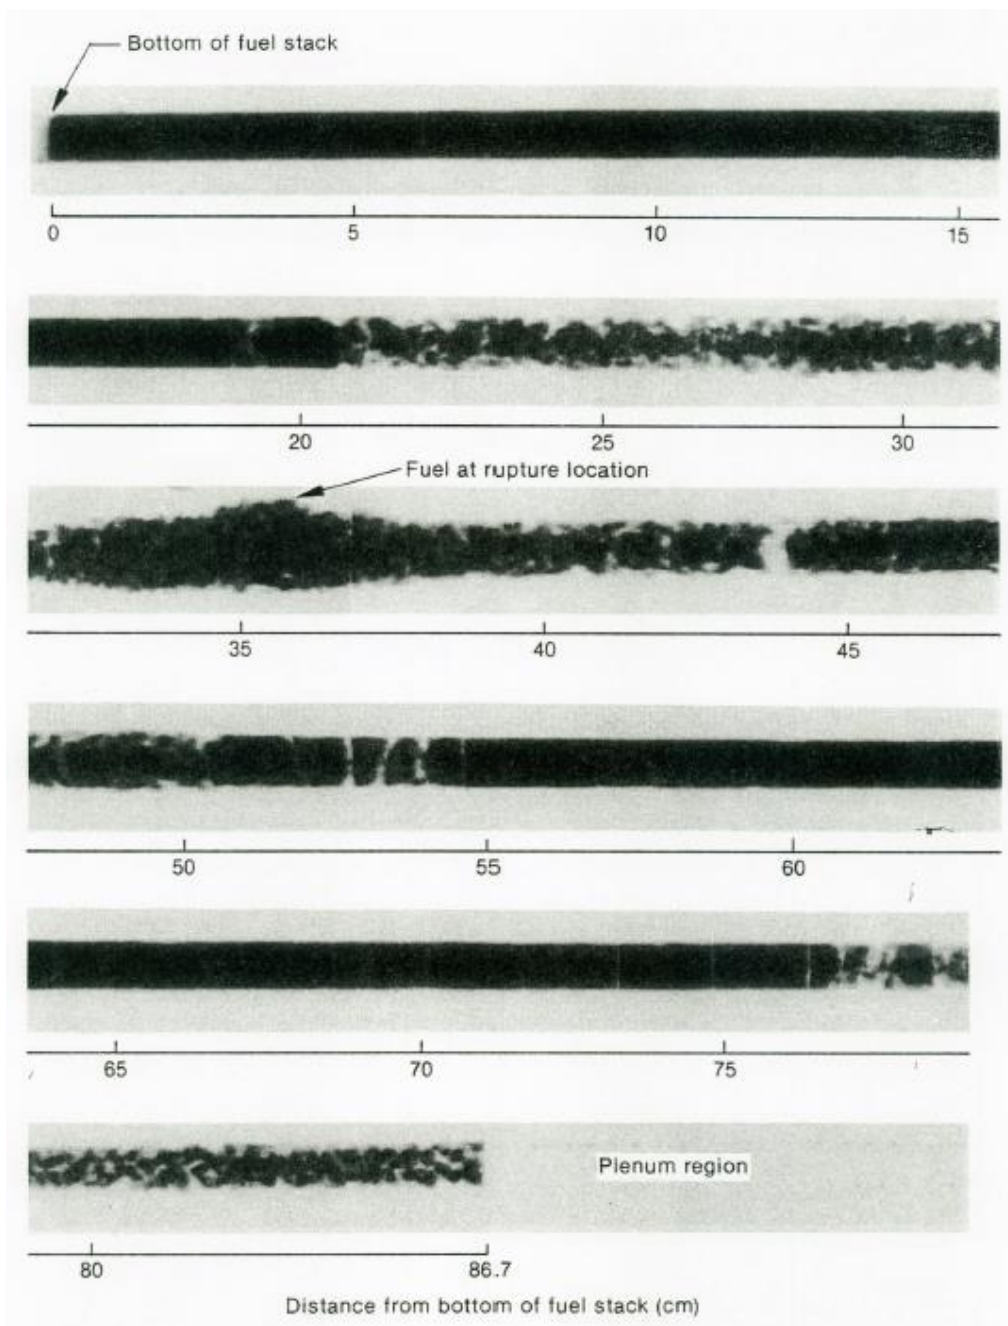 Bottom of fuel stack
0 5 10 15
20 25 30
Fuel at rupture location
35 40 45
50 55 60
65 70 75
Plenum region
80 86.7
Distance from bottom of fuel stack (cm)